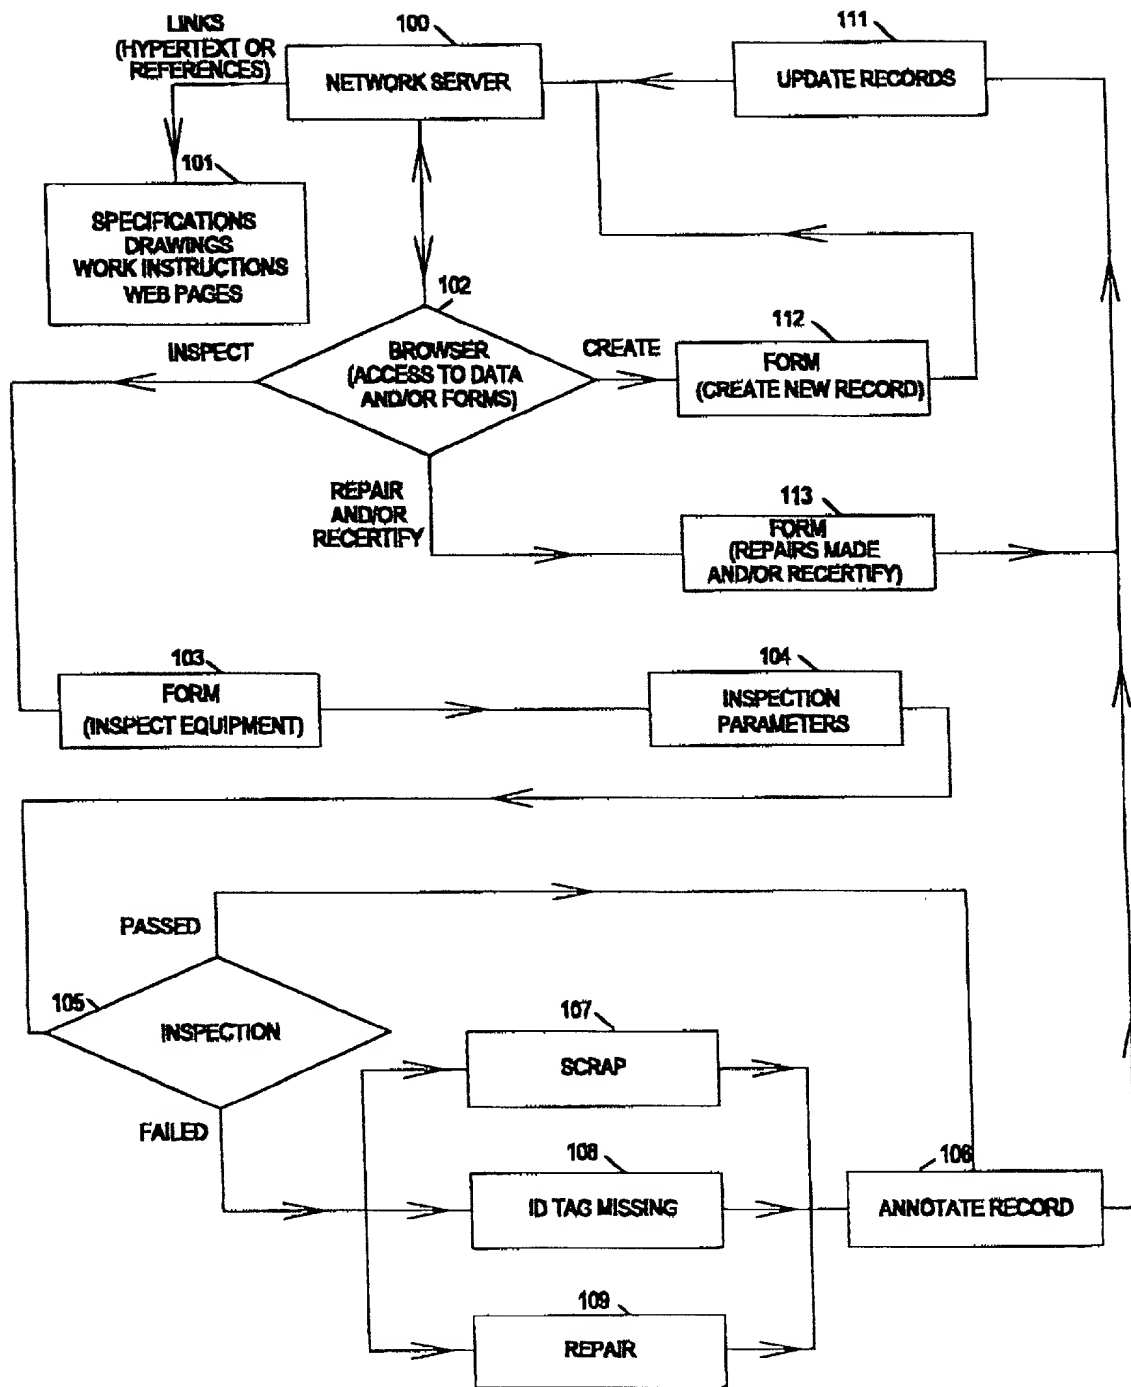 LINKS
(HYPERTEXT OR
REFERENCES)
100
NETWORK SERVER
111
UPDATE RECORDS
101
SPECIFICATIONS
DRAWINGS
WORK INSTRUCTIONS
WEB PAGES
102
BROWSER
(ACCESS TO DATA
AND/OR FORMS)
INSPECT
CREATE
112
FORM
(CREATE NEW RECORD)
REPAIR
AND/OR
RECERTIFY
113
FORM
(REPAIRS MADE
AND/OR RECERTIFY)
103
FORM
(INSPECT EQUIPMENT)
104
INSPECTION
PARAMETERS
PASSED
105
INSPECTION
FAILED
107
SCRAP
108
ID TAG MISSING
106
ANNOTATE RECORD
109
REPAIR